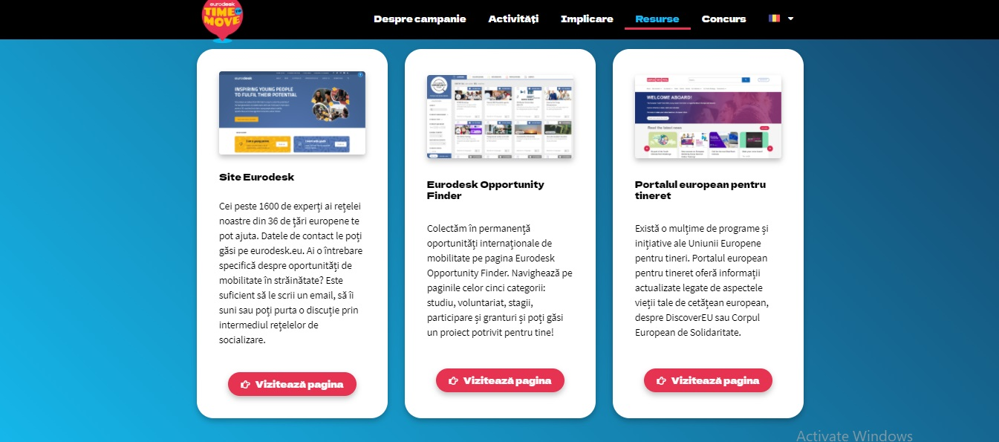 eurodesk
TIME
MOVE
Despre campanie
Activități
Implicare
Resurse
Concurs
eurodesk
INSPIRING YOUNG PEOPLE
TO FULFIL THEIR POTENTIAL
Site Eurodesk
Cei peste 1600 de experți ai rețelei
noastre din 36 de țări europene te
pot ajuta. Datele de contact le poți
găsi pe eurodesk.eu. Ai o întrebare
specifică despre oportunități de
mobilitate în străinătate? Este
suficient să le scrii un email, să îi
suni sau poți purta o discuție prin
intermediul rețelelor de
socializare.
Vizitează pagina
Eurodesk Opportunity
Finder
Colectăm în permanență
oportunități internaționale de
mobilitate pe pagina Eurodesk
Opportunity Finder. Navighează pe
paginile celor cinci categorii:
studiu, voluntariat, stagii,
participare și granturi și poți găsi
un proiect potrivit pentru tine!
Vizitează pagina
WELCOME ABOARD!
Read the latest news
Portalul european pentru
tineret
Există o mulțime de programe și
inițiative ale Uniunii Europene
pentru tineri. Portalul european
pentru tineret oferă informații
actualizate legate de aspectele
vieții tale de cetățean european,
despre DiscoverEU sau Corpul
European de Solidaritate.
Vizitează pagina
Activate Windows